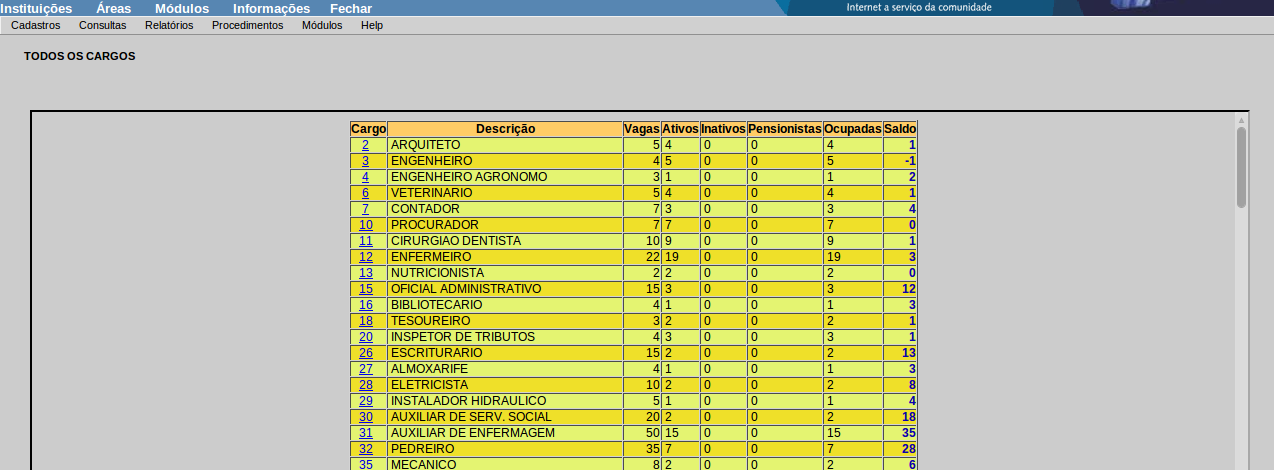 Instituições Áreas Módulos Informações Fechar
Internet a serviço da comunidade
Cadastros Consultas Relatórios Procedimentos Módulos Help
TODOS OS CARGOS
Cargo Descrição Vagas Ativos Inativos Pensionistas Ocupadas Saldo
2 ARQUITETO 5 4 0 0 4 1
3 ENGENHEIRO 4 5 0 0 5 -1
4 ENGENHEIRO AGRONOMO 3 1 0 0 1 2
6 VETERINARIO 5 4 0 0 4 1
7 CONTADOR 7 3 0 0 3 4
10 PROCURADOR 7 7 0 0 7 0
11 CIRURGIAO DENTISTA 10 9 0 0 9 1
12 ENFERMEIRO 22 19 0 0 19 3
13 NUTRICIONISTA 2 2 0 0 2 0
15 OFICIAL ADMINISTRATIVO 15 3 0 0 3 12
16 BIBLIOTECARIO 4 1 0 0 1 3
18 TESOUREIRO 3 2 0 0 2 1
20 INSPETOR DE TRIBUTOS 4 3 0 0 3 1
26 ESCRITURARIO 15 2 0 0 2 13
27 ALMOXARIFE 4 1 0 0 1 3
28 ELETRICISTA 10 2 0 0 2 8
29 INSTALADOR HIDRAULICO 5 1 0 0 1 4
30 AUXILIAR DE SERV. SOCIAL 20 2 0 0 2 18
31 AUXILIAR DE ENFERMAGEM 50 15 0 0 15 35
32 PEDREIRO 35 7 0 0 7 28
35 MECANICO 8 2 0 0 2 6